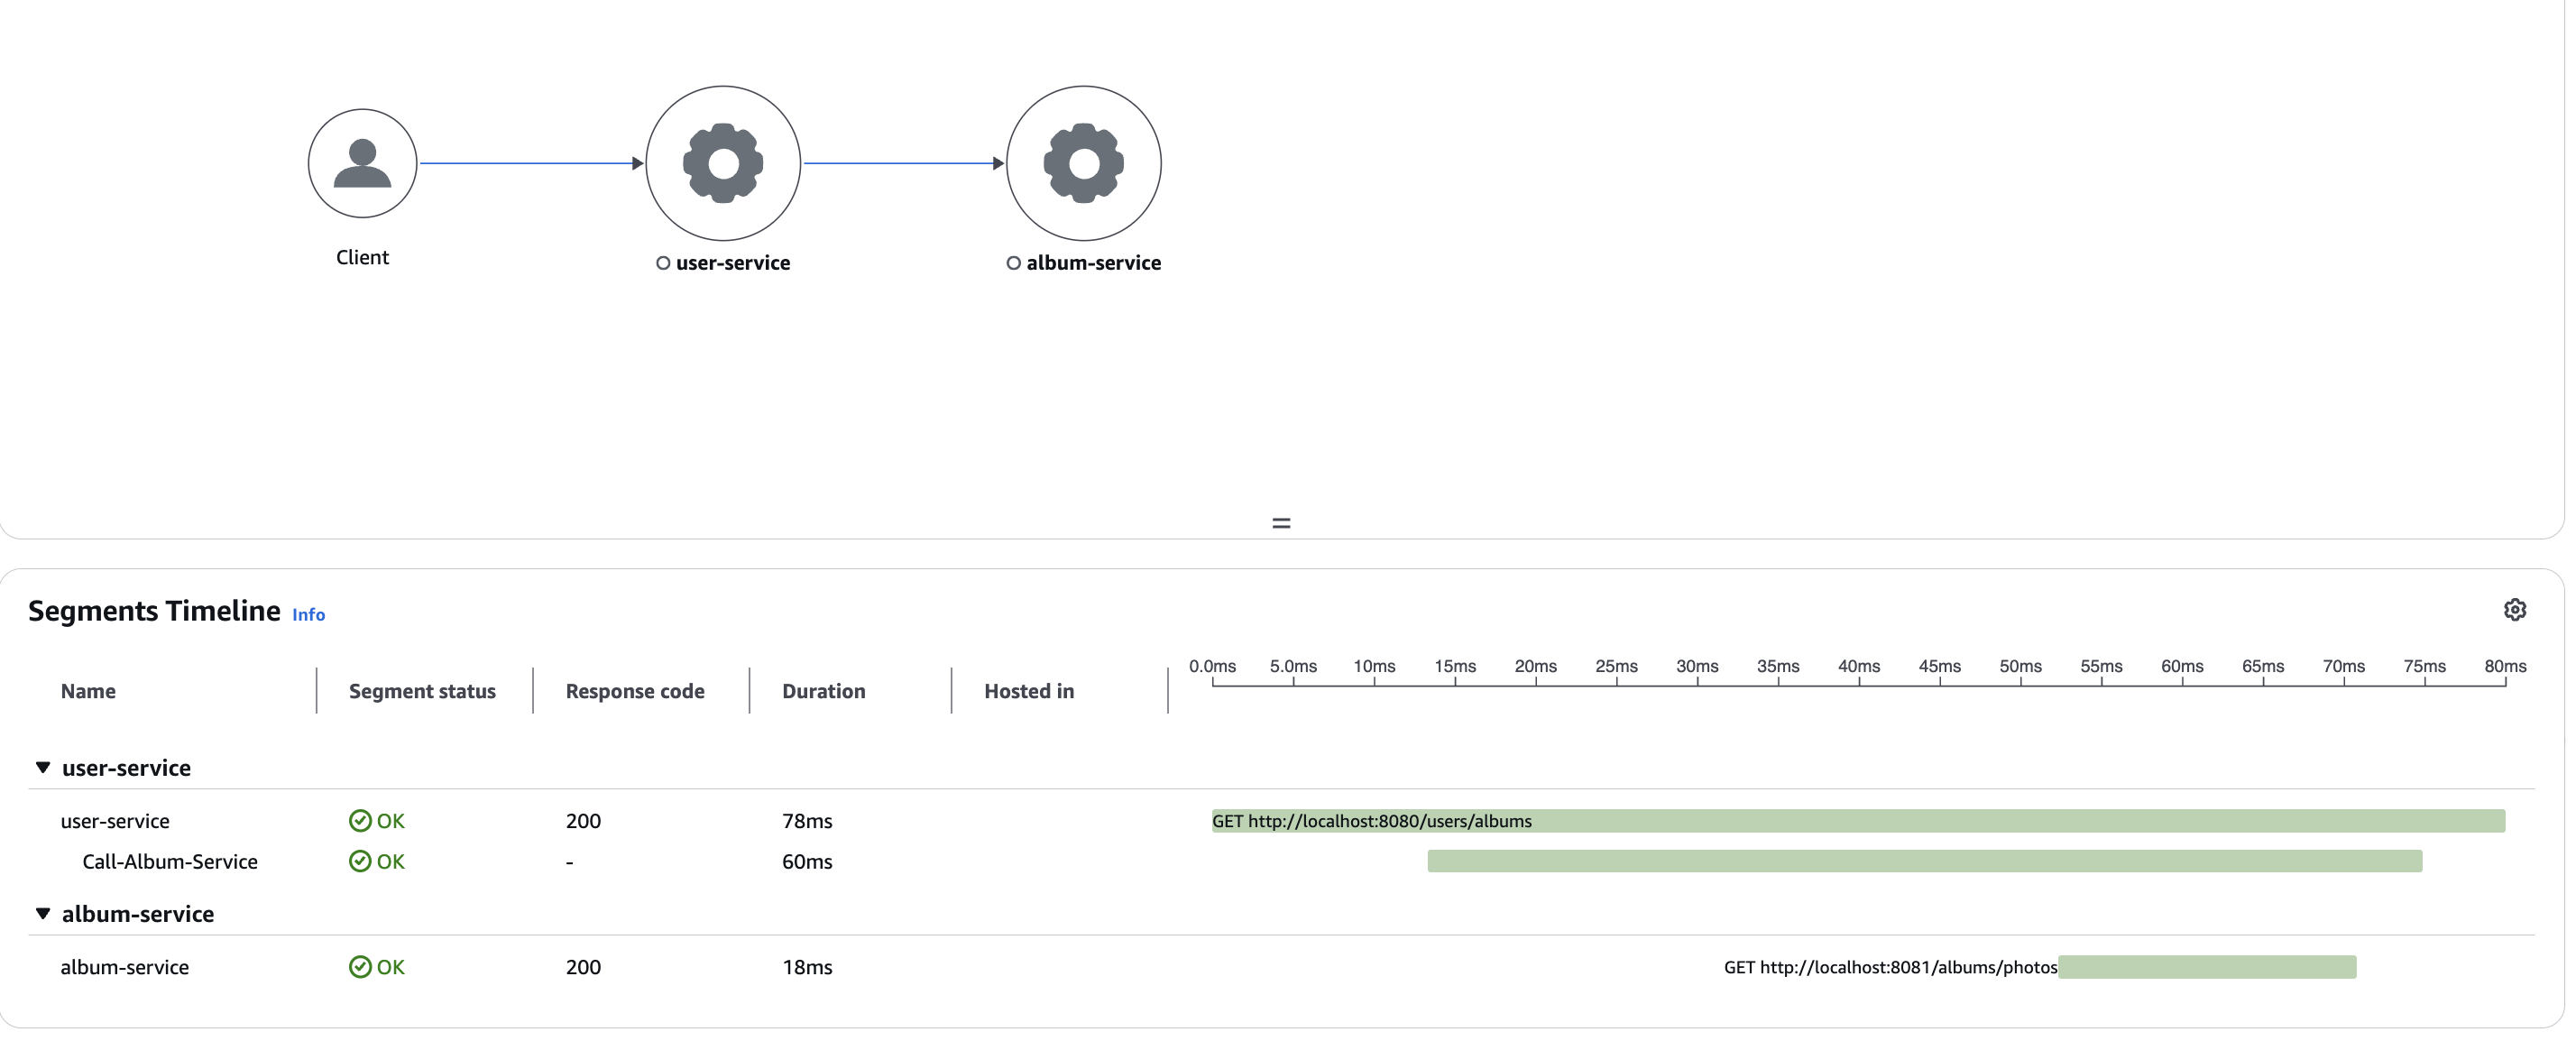 Client
user-service
album-service
Segments Timeline Info
Name Segment status Response code Duration Hosted in
0.0ms 5.0ms 10ms 15ms 20ms 25ms 30ms 35ms 40ms 45ms 50ms 55ms 60ms 65ms 70ms 75ms 80ms
user-service
user-service OK 200 78ms GET http://localhost:8080/users/albums
Call-Album-Service OK - 60ms
album-service
album-service OK 200 18ms GET http://localhost:8081/albums/photos